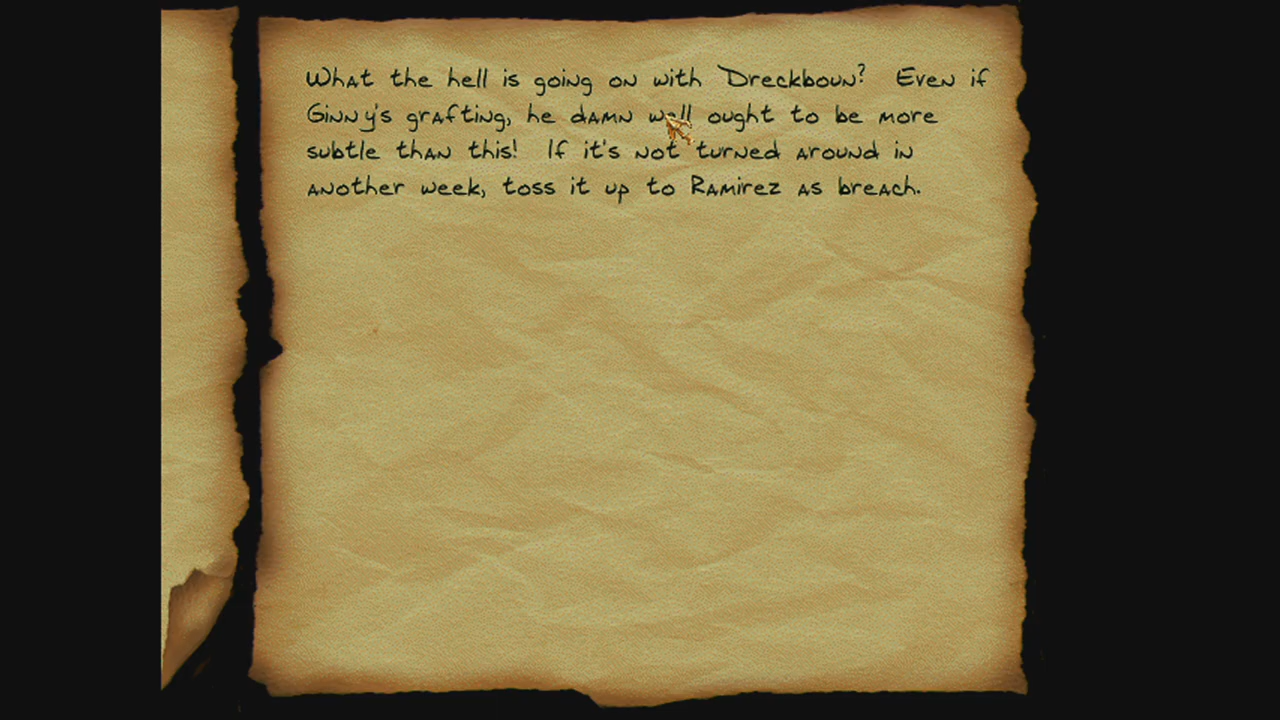 What the hell is going on with Dreckboun? Even if
Ginny's grafting, he damn well ought to be more
subtle than this! If it's not turned around in
another week, toss it up to Ramirez as breach.